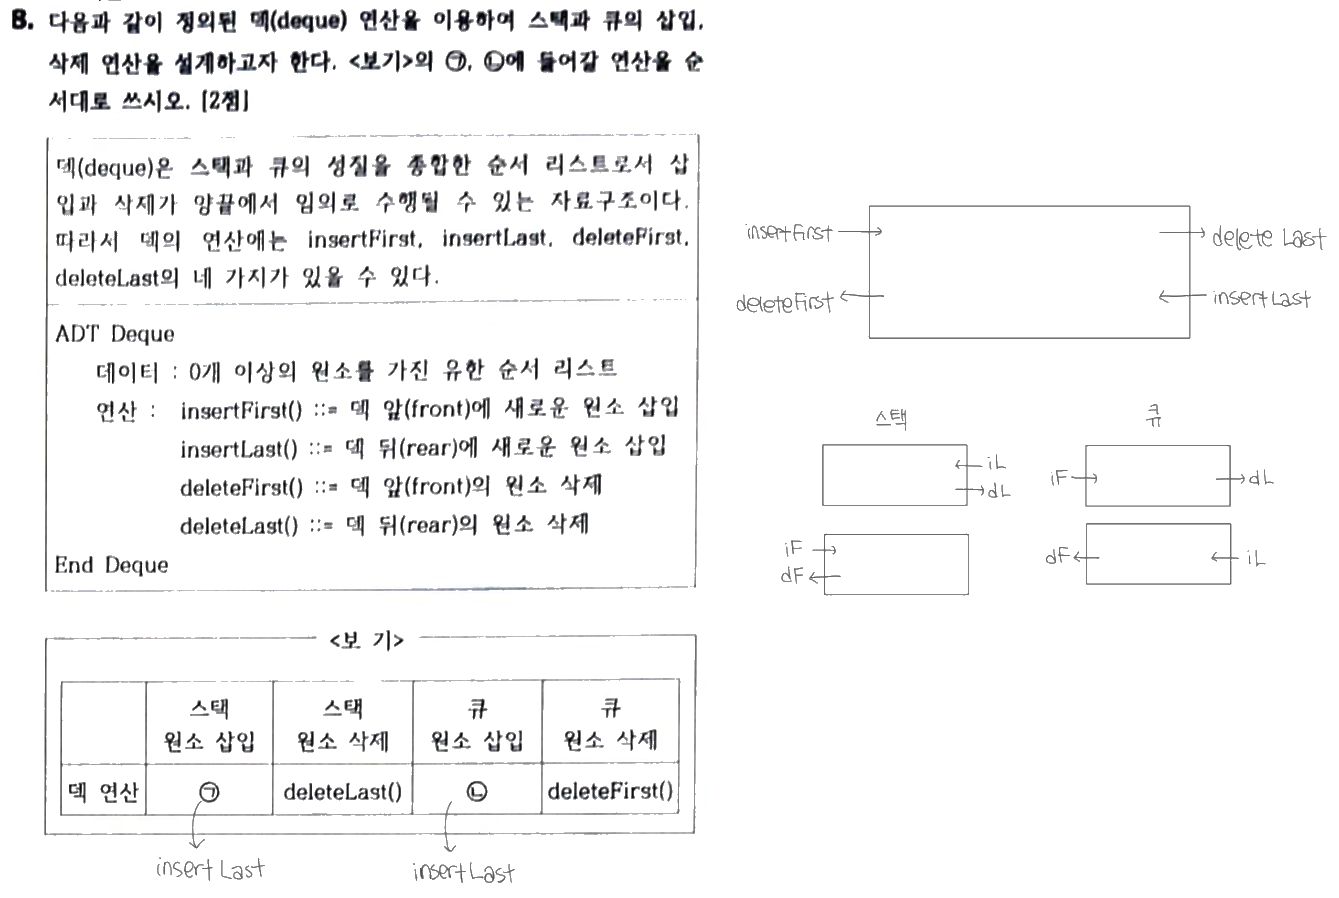 8. 다음과 같이 정의된 덱(deque) 연산을 이용하여 스택과 큐의 삽입,
삭제 연산을 설계하고자 한다. <보기>의 ㉠, ㉡에 들어갈 연산을 순
서대로 쓰시오. [2점]
덱(deque)은 스택과 큐의 성질을 종합한 순서 리스트로서 삽
입과 삭제가 양끝에서 임의로 수행될 수 있는 자료구조이다.
따라서 덱의 연산에는 insertFirst, insertLast, deleteFirst,
deleteLast의 네 가지가 있을 수 있다.
ADT Deque
데이터 : 0개 이상의 원소를 가진 유한 순서 리스트
연산 : insertFirst() ::= 덱 앞(front)에 새로운 원소 삽입
insertLast() ::= 덱 뒤(rear)에 새로운 원소 삽입
deleteFirst() ::= 덱 앞(front)의 원소 삭제
deleteLast() ::= 덱 뒤(rear)의 원소 삭제
End Deque
<보 기>
스택 원소 삽입 스택 원소 삭제 큐 원소 삽입 큐 원소 삭제
덱 연산 ㉠ deleteLast() ㉡ deleteFirst()
insertLast insertLast
insertFirst deleteLast
deleteFirst insertLast
스택 큐
iL
dL
iF dL
iF
dF
dF iL